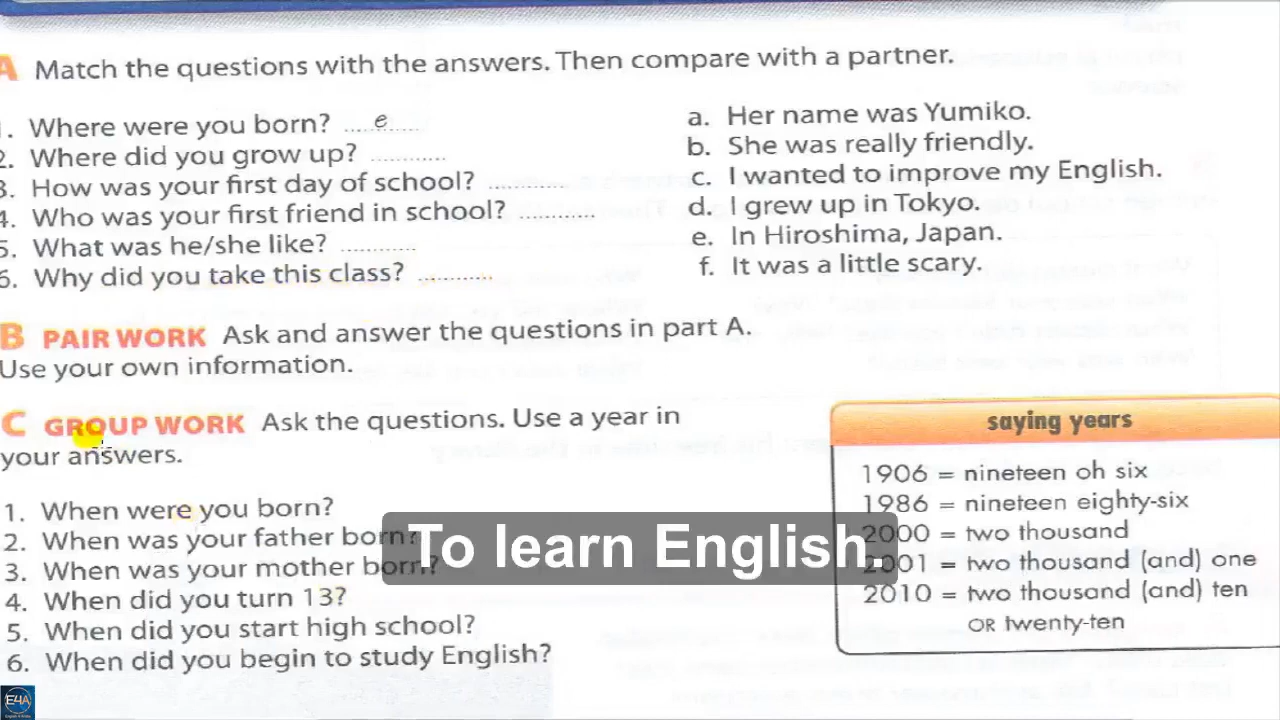 A Match the questions with the answers. Then compare with a partner.
1. Where were you born? e
2. Where did you grow up? ............
3. How was your first day of school? ............
4. Who was your first friend in school? ............
5. What was he/she like? ............
6. Why did you take this class? ............
a. Her name was Yumiko.
b. She was really friendly.
c. I wanted to improve my English.
d. I grew up in Tokyo.
e. In Hiroshima, Japan.
f. It was a little scary.
B PAIR WORK Ask and answer the questions in part A.
Use your own information.
C GROUP WORK Ask the questions. Use a year in
your answers.
1. When were you born?
2. When was your father born?
3. When was your mother born?
4. When did you turn 13?
5. When did you start high school?
6. When did you begin to study English?
To learn English.
saying years
1906 = nineteen oh six
1986 = nineteen eighty-six
2000 = two thousand
2001 = two thousand (and) one
2010 = two thousand (and) ten
OR twenty-ten
E4A